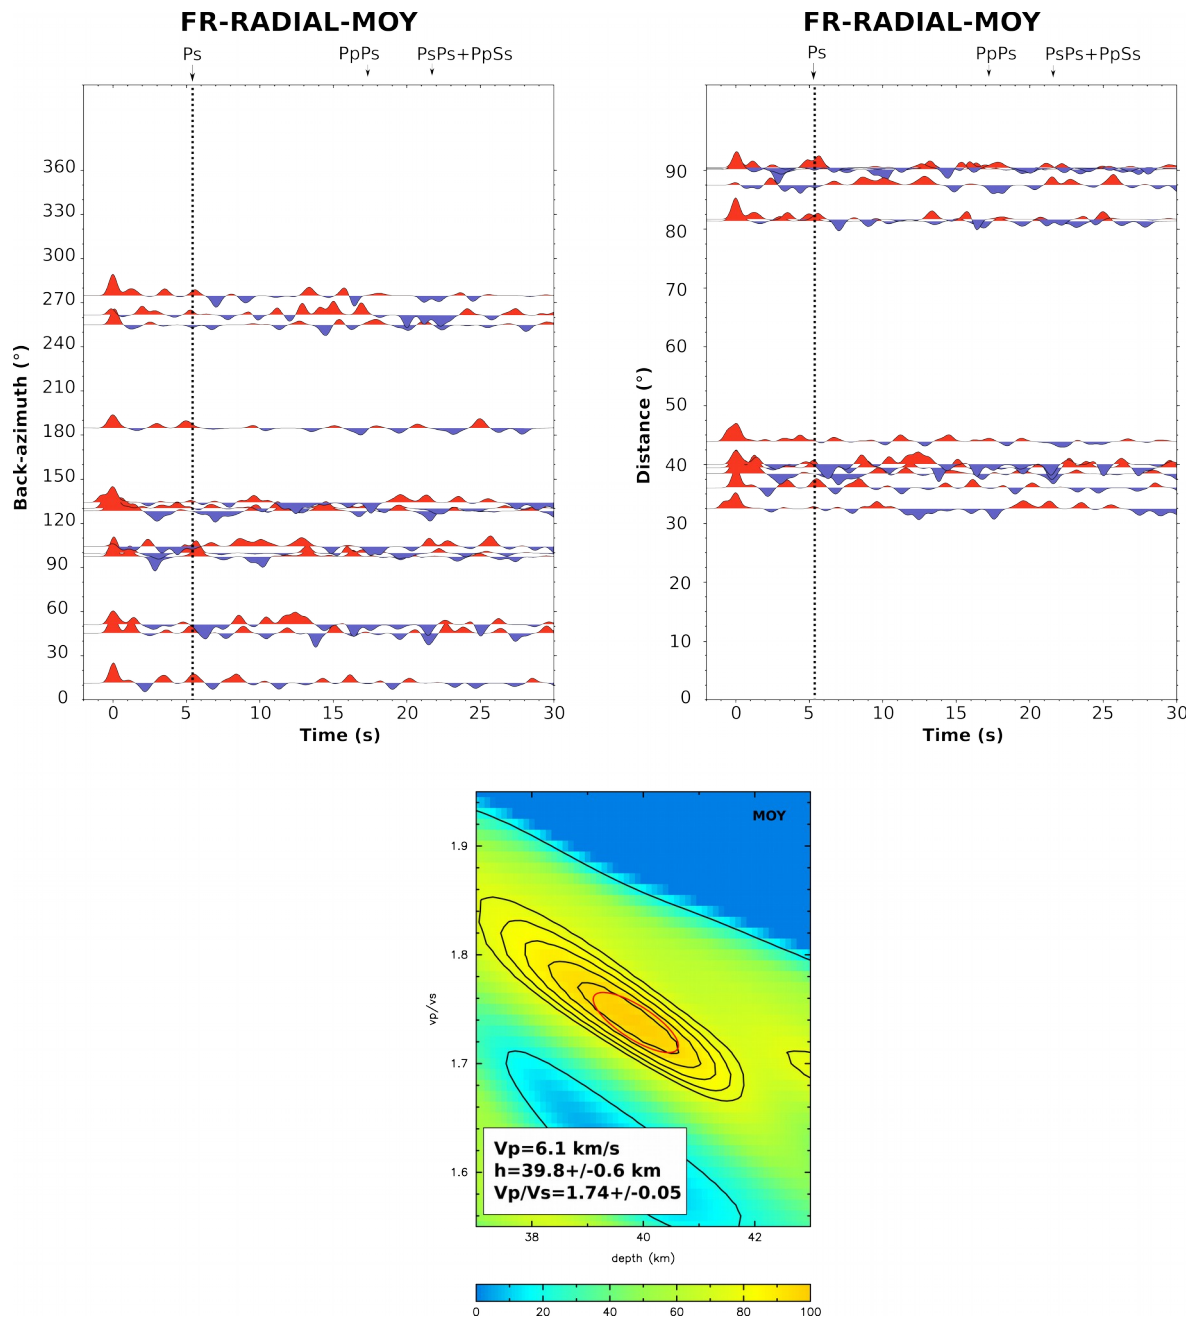 FR-RADIAL-MOY
Ps PpPs PsPs+PpSs
360
330
300
270
240
210
180
150
120
90
60
30
0
Back-azimuth (°)
0 5 10 15 20 25 30
Time (s)
FR-RADIAL-MOY
Ps PpPs PsPs+PpSs
90
80
70
60
50
40
30
20
10
0
Distance (°)
0 5 10 15 20 25 30
Time (s)
MOY
1.9
1.8
1.7
1.6
vp/vs
Vp=6.1 km/s
h=39.8+/-0.6 km
Vp/Vs=1.74+/-0.05
38 40 42
depth (km)
0 20 40 60 80 100